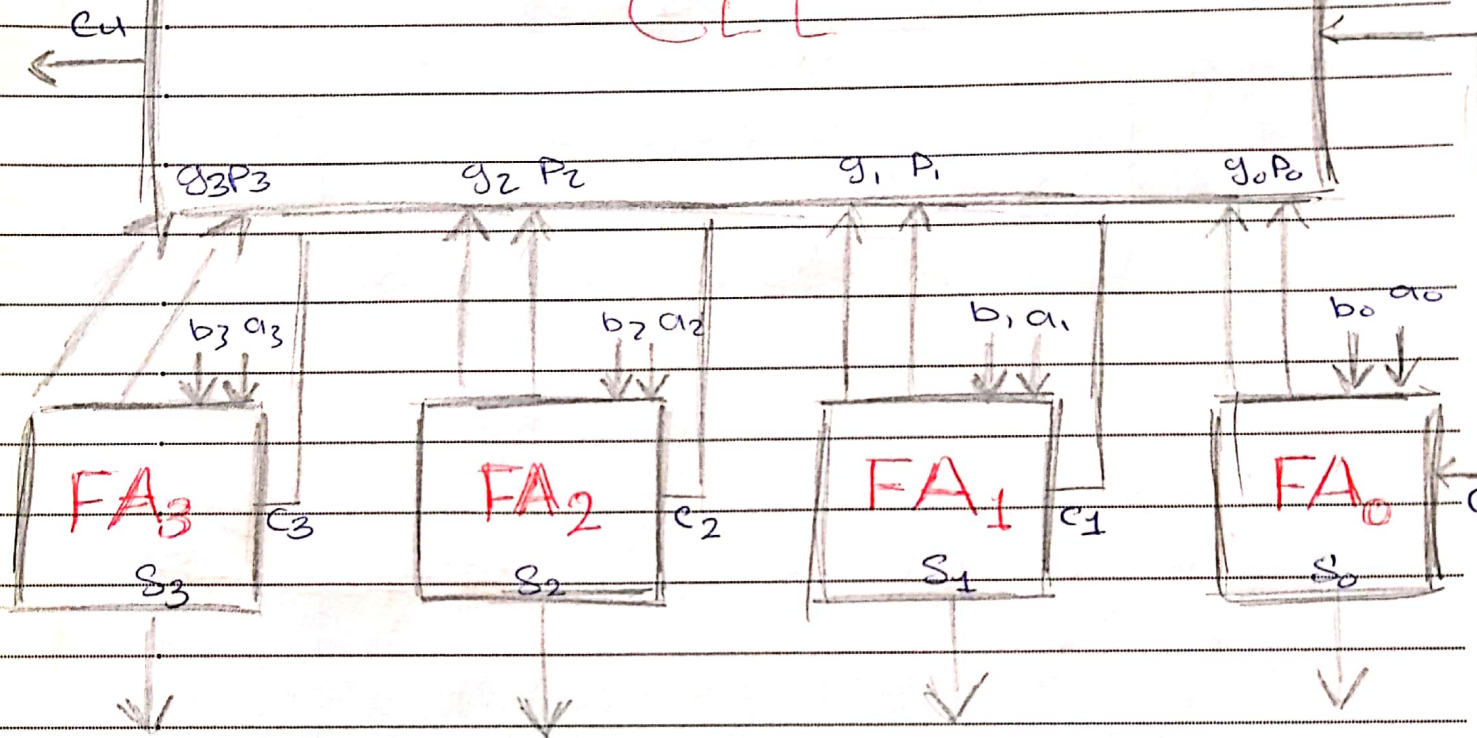 C4 CLL
g3P3 g2 P2 g1 P1 g0P0
b3 a3 b2 a2 b1 a1 b0 a0
FA3 FA2 FA1 FA0
C3 C2 C1
S3 S2 S1 S0